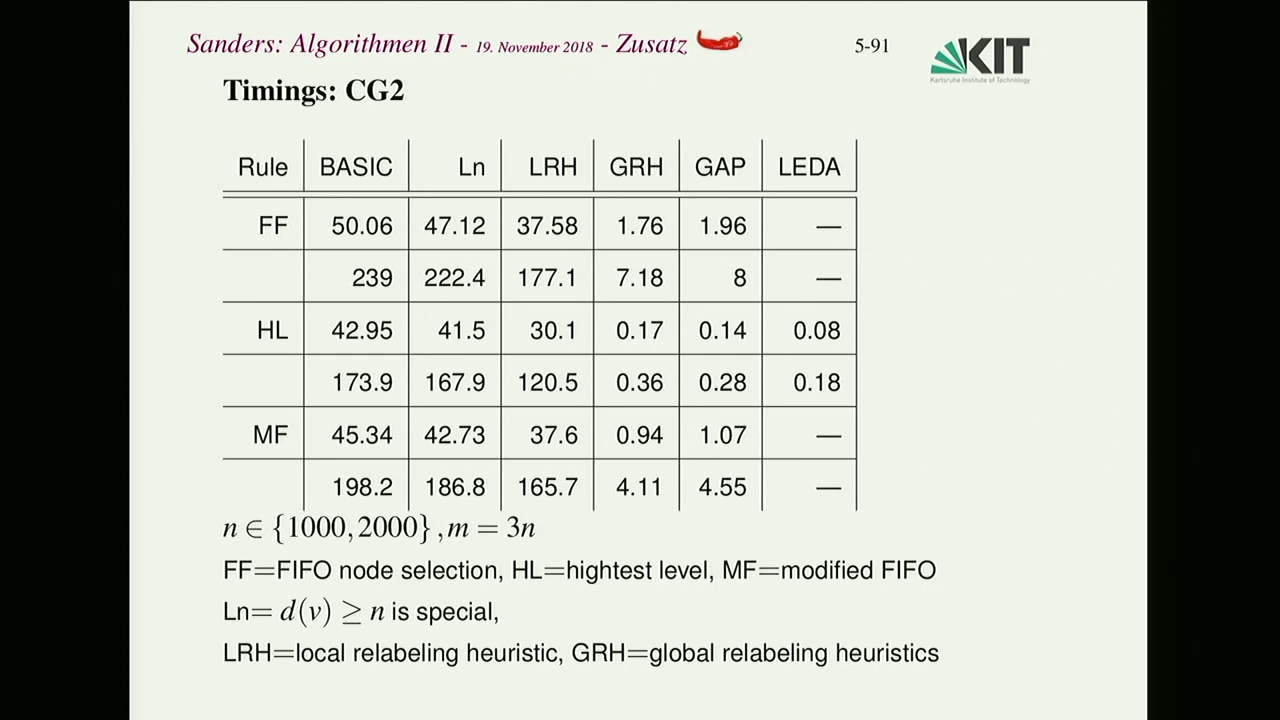 Sanders: Algorithmen II - 19. November 2018 - Zusatz 5-91
KIT
Karlsruhe Institute of Technology
Timings: CG2
Rule BASIC Ln LRH GRH GAP LEDA
FF 50.06 47.12 37.58 1.76 1.96 —
239 222.4 177.1 7.18 8 —
HL 42.95 41.5 30.1 0.17 0.14 0.08
173.9 167.9 120.5 0.36 0.28 0.18
MF 45.34 42.73 37.6 0.94 1.07 —
198.2 186.8 165.7 4.11 4.55 —
n ∈ {1000, 2000} , m = 3n
FF=FIFO node selection, HL=hightest level, MF=modified FIFO
Ln= d(v) ≥ n is special,
LRH=local relabeling heuristic, GRH=global relabeling heuristics